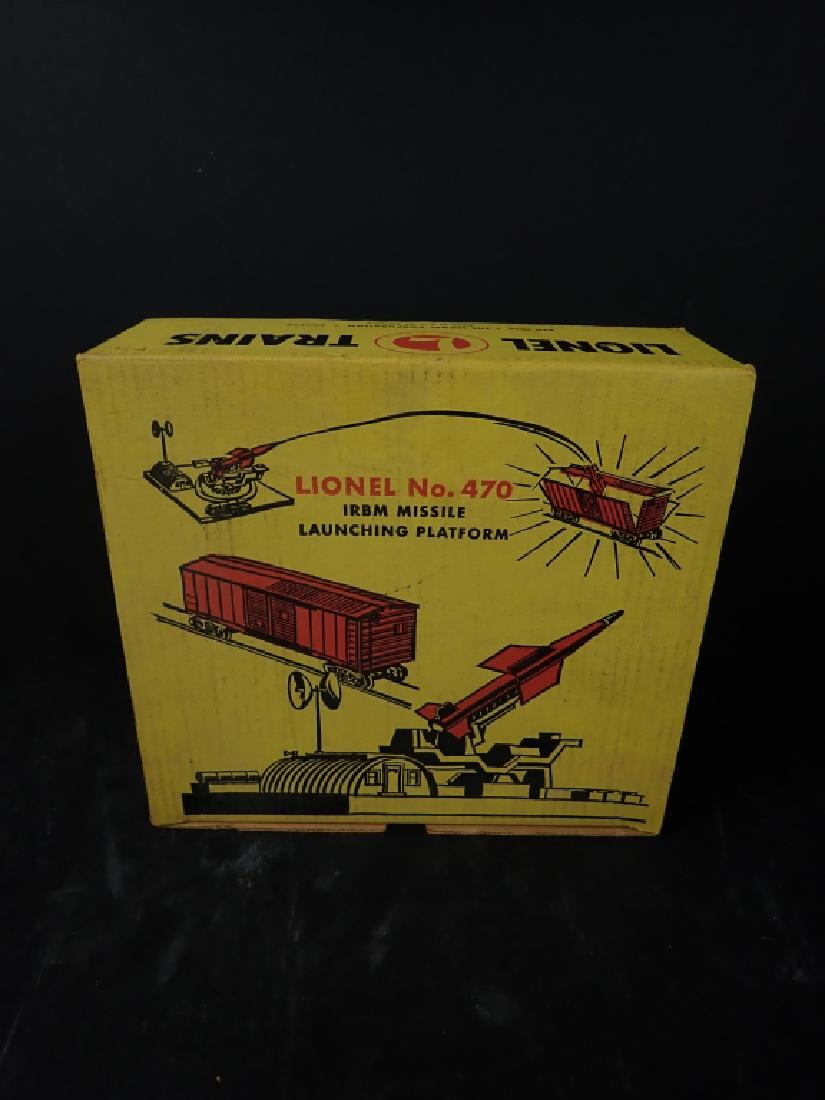 LIONEL L TRAINS
LIONEL No. 470
IRBM MISSILE
LAUNCHING PLATFORM